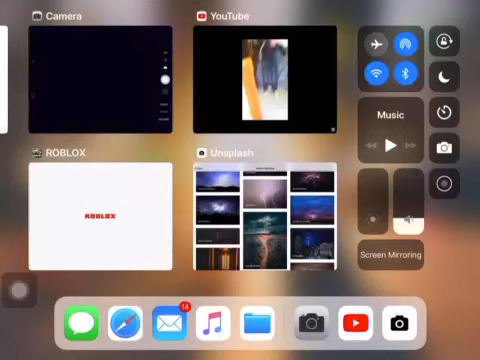 Camera
YouTube
Music
ROBLOX
Unsplash
ROBLOX
Screen Mirroring
14